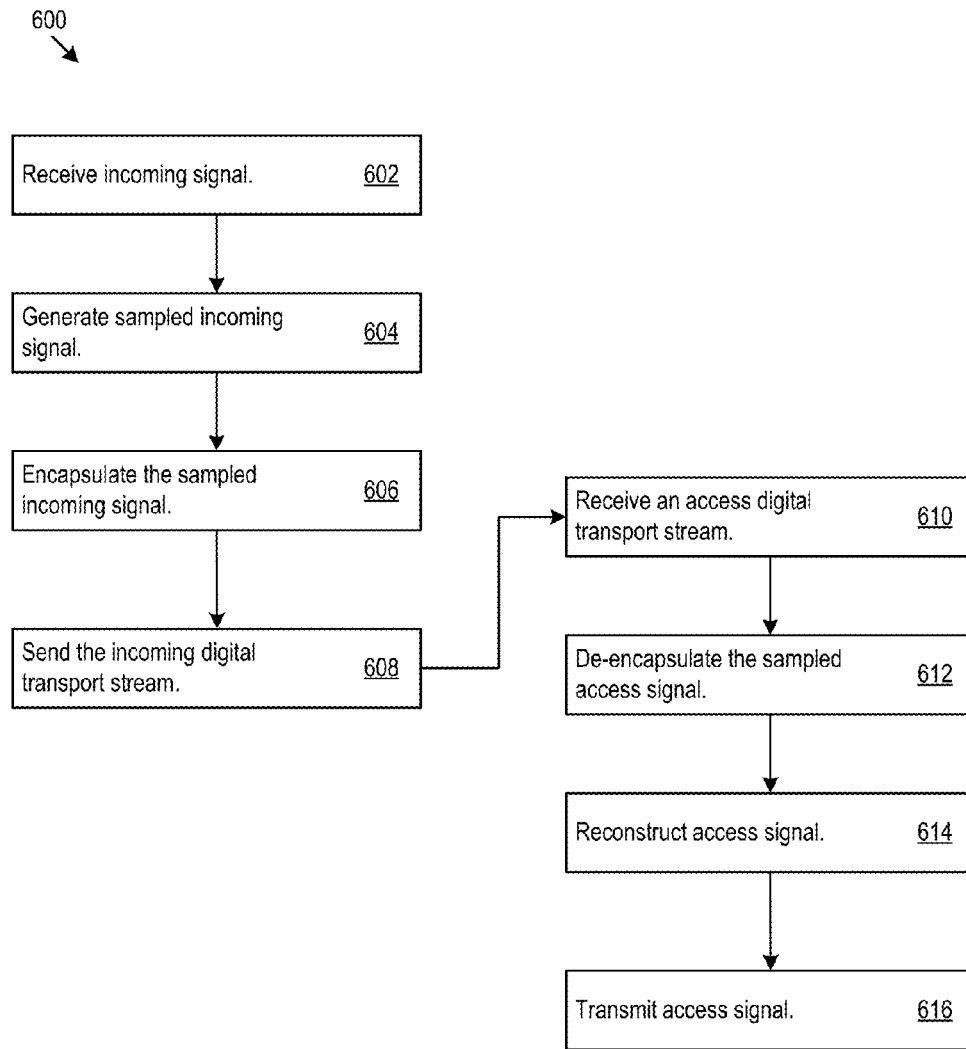 600
Receive incoming signal. 602
Generate sampled incoming
signal. 604
Encapsulate the sampled
incoming signal. 606
Send the incoming digital
transport stream. 608
Receive an access digital
transport stream. 610
De-encapsulate the sampled
access signal. 612
Reconstruct access signal. 614
Transmit access signal. 616